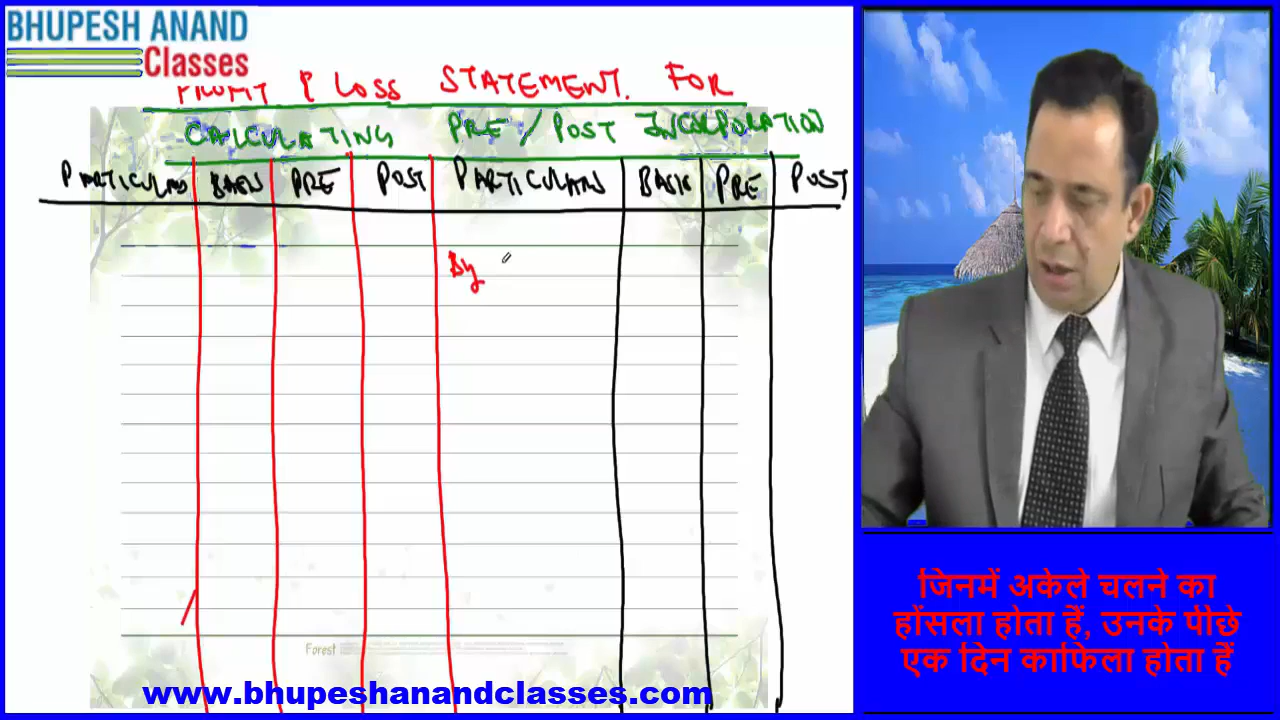 BHUPESH ANAND
Classes
PROFIT & LOSS STATEMENT. FOR
CALCULATING PRE / POST INCORPORATION
PARTICULARS BASIS PRE POST PARTICULARS BASIS PRE POST
By
Forest
www.bhupeshanandclasses.com
जिनमें अकेले चलने का
होंसला होता हैं, उनके पीछे
एक दिन काफिला होता हैं